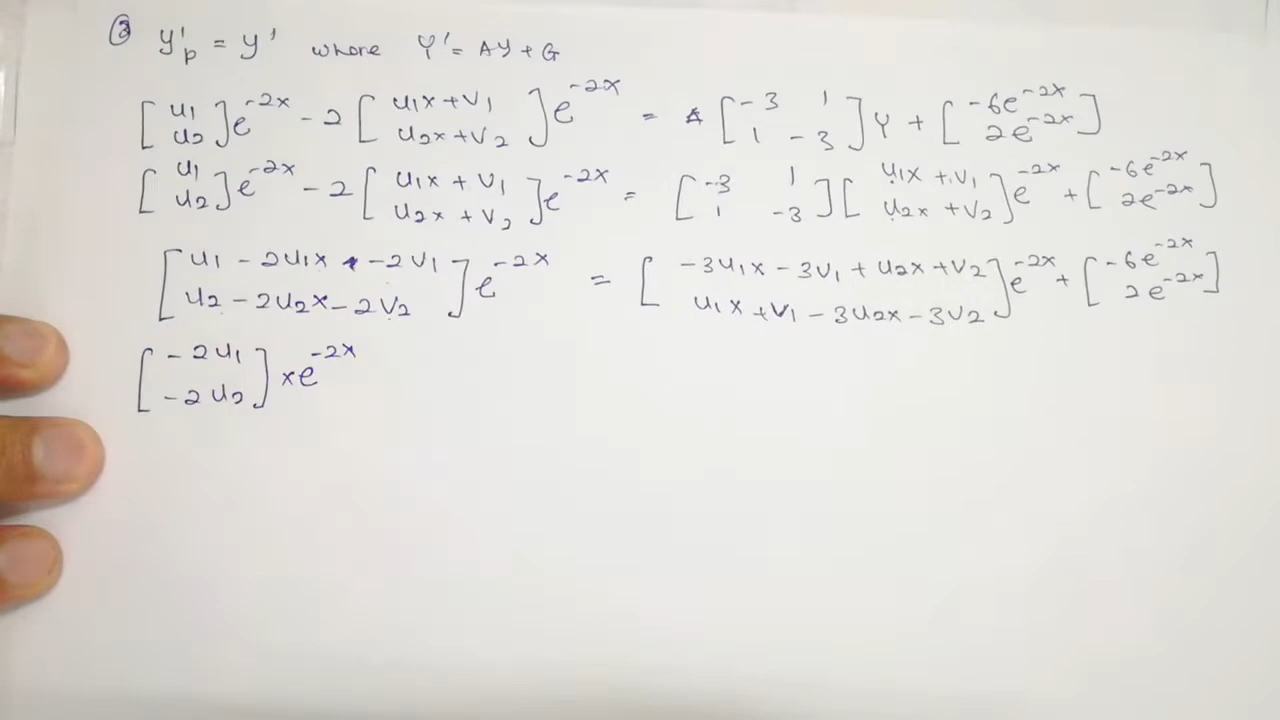 ③ y'p = y' where Y' = AY + G
[u1 u2] e^-2x - 2 [u1x + v1 u2x + v2] e^-2x = [-3 1 1 -3] Y + [-6e^-2x 2e^-2x]
[u1 u2] e^-2x - 2 [u1x + v1 u2x + v2] e^-2x = [-3 1 1 -3] [u1x + v1 u2x + v2] e^-2x + [-6e^-2x 2e^-2x]
[u1 - 2u1x - 2v1 u2 - 2u2x - 2v2] e^-2x = [-3u1x - 3v1 + u2x + v2 u1x + v1 - 3u2x - 3v2] e^-2x + [-6e^-2x 2e^-2x]
[-2u1 -2u2] xe^-2x